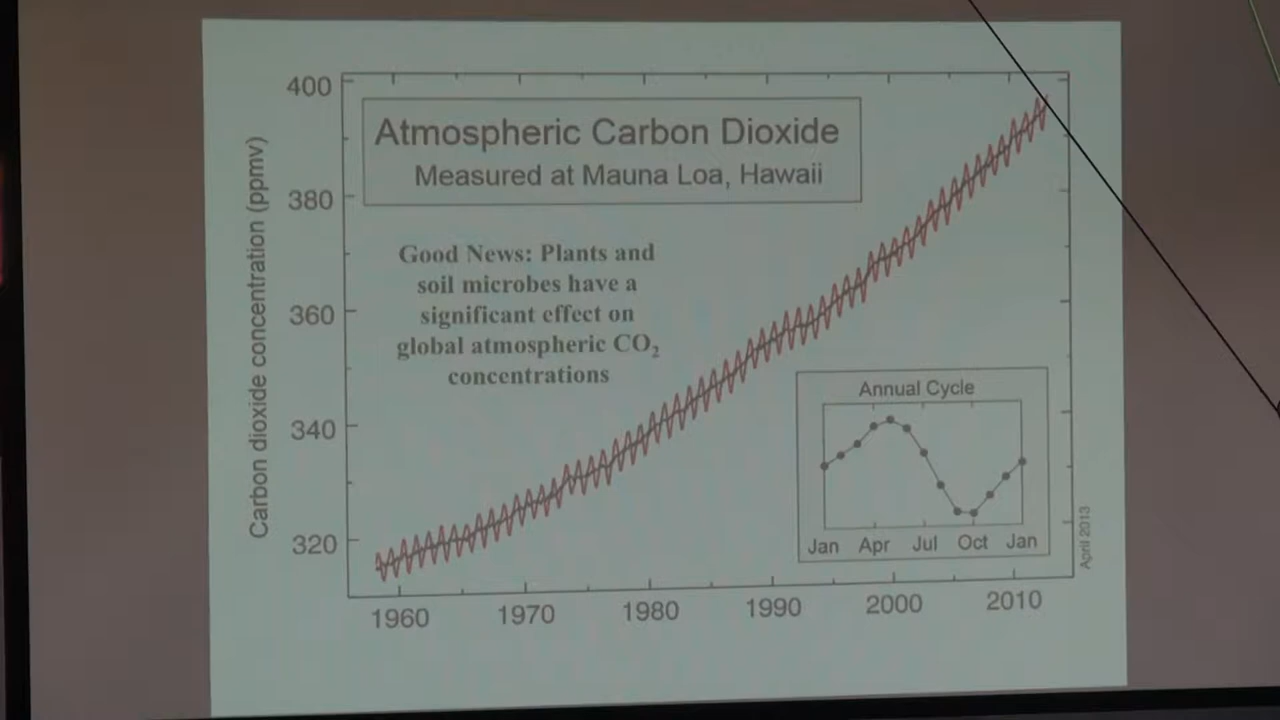 400
380
360
340
320
Carbon dioxide concentration (ppmv)
Atmospheric Carbon Dioxide
Measured at Mauna Loa, Hawaii
Good News: Plants and
soil microbes have a
significant effect on
global atmospheric CO₂
concentrations
Annual Cycle
Jan Apr Jul Oct Jan
April 2013
1960 1970 1980 1990 2000 2010